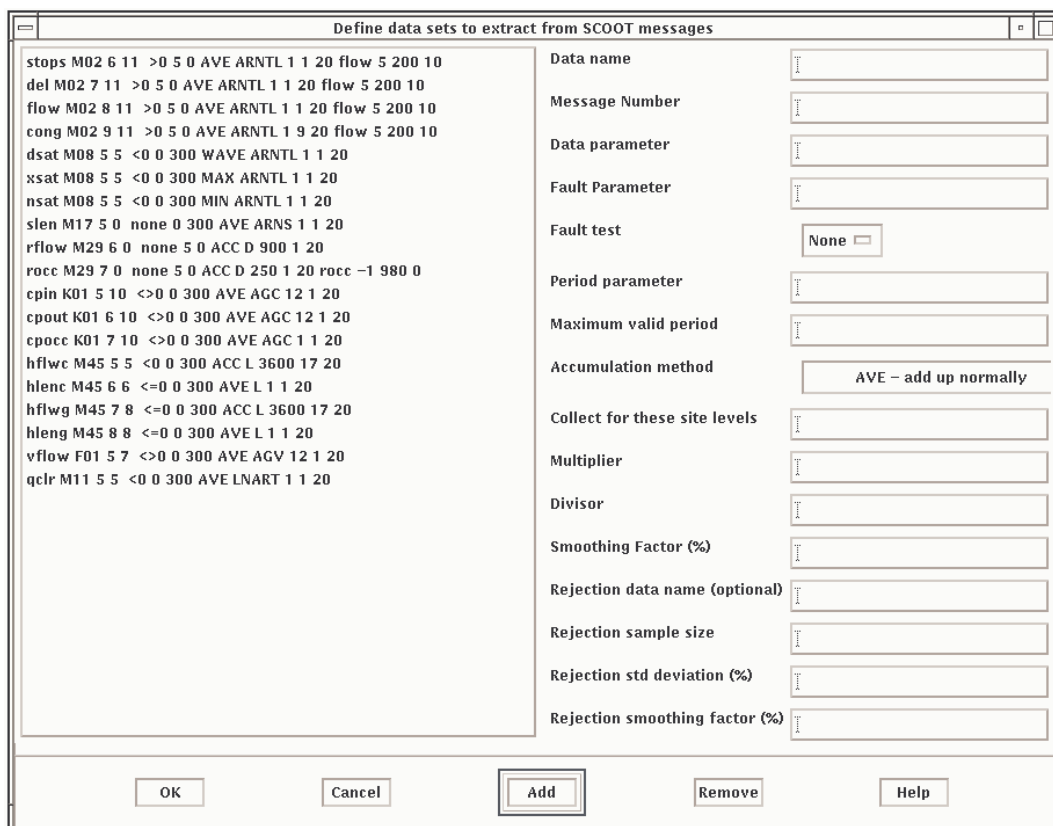 Define data sets to extract from SCOOT messages
stops M02 6 11 >0 5 0 AVE ARNTL 1 1 20 flow 5 200 10
del M02 7 11 >0 5 0 AVE ARNTL 1 1 20 flow 5 200 10
flow M02 8 11 >0 5 0 AVE ARNTL 1 1 20 flow 5 200 10
cong M02 9 11 >0 5 0 AVE ARNTL 1 9 20 flow 5 200 10
dsat M08 5 5 <0 0 300 WAVE ARNTL 1 1 20
xsat M08 5 5 <0 0 300 MAX ARNTL 1 1 20
nsat M08 5 5 <0 0 300 MIN ARNTL 1 1 20
slen M17 5 0 none 0 300 AVE ARNS 1 1 20
rflow M29 6 0 none 5 0 ACC D 900 1 20
rocc M29 7 0 none 5 0 ACC D 250 1 20 rocc −1 980 0
cpin K01 5 10 <>0 0 300 AVE AGC 12 1 20
cpout K01 6 10 <>0 0 300 AVE AGC 12 1 20
cpocc K01 7 10 <>0 0 300 AVE AGC 1 1 20
hflwc M45 5 5 <0 0 300 ACC L 3600 17 20
hlenc M45 6 6 <=0 0 300 AVE L 1 1 20
hflwg M45 7 8 <=0 0 300 ACC L 3600 17 20
hleng M45 8 8 <=0 0 300 AVE L 1 1 20
vflow F01 5 7 <>0 0 300 AVE AGV 12 1 20
qclr M11 5 5 <0 0 300 AVE LNART 1 1 20
Data name
Message Number
Data parameter
Fault Parameter
Fault test
None
Period parameter
Maximum valid period
Accumulation method
AVE − add up normally
Collect for these site levels
Multiplier
Divisor
Smoothing Factor (%)
Rejection data name (optional)
Rejection sample size
Rejection std deviation (%)
Rejection smoothing factor (%)
OK
Cancel
Add
Remove
Help